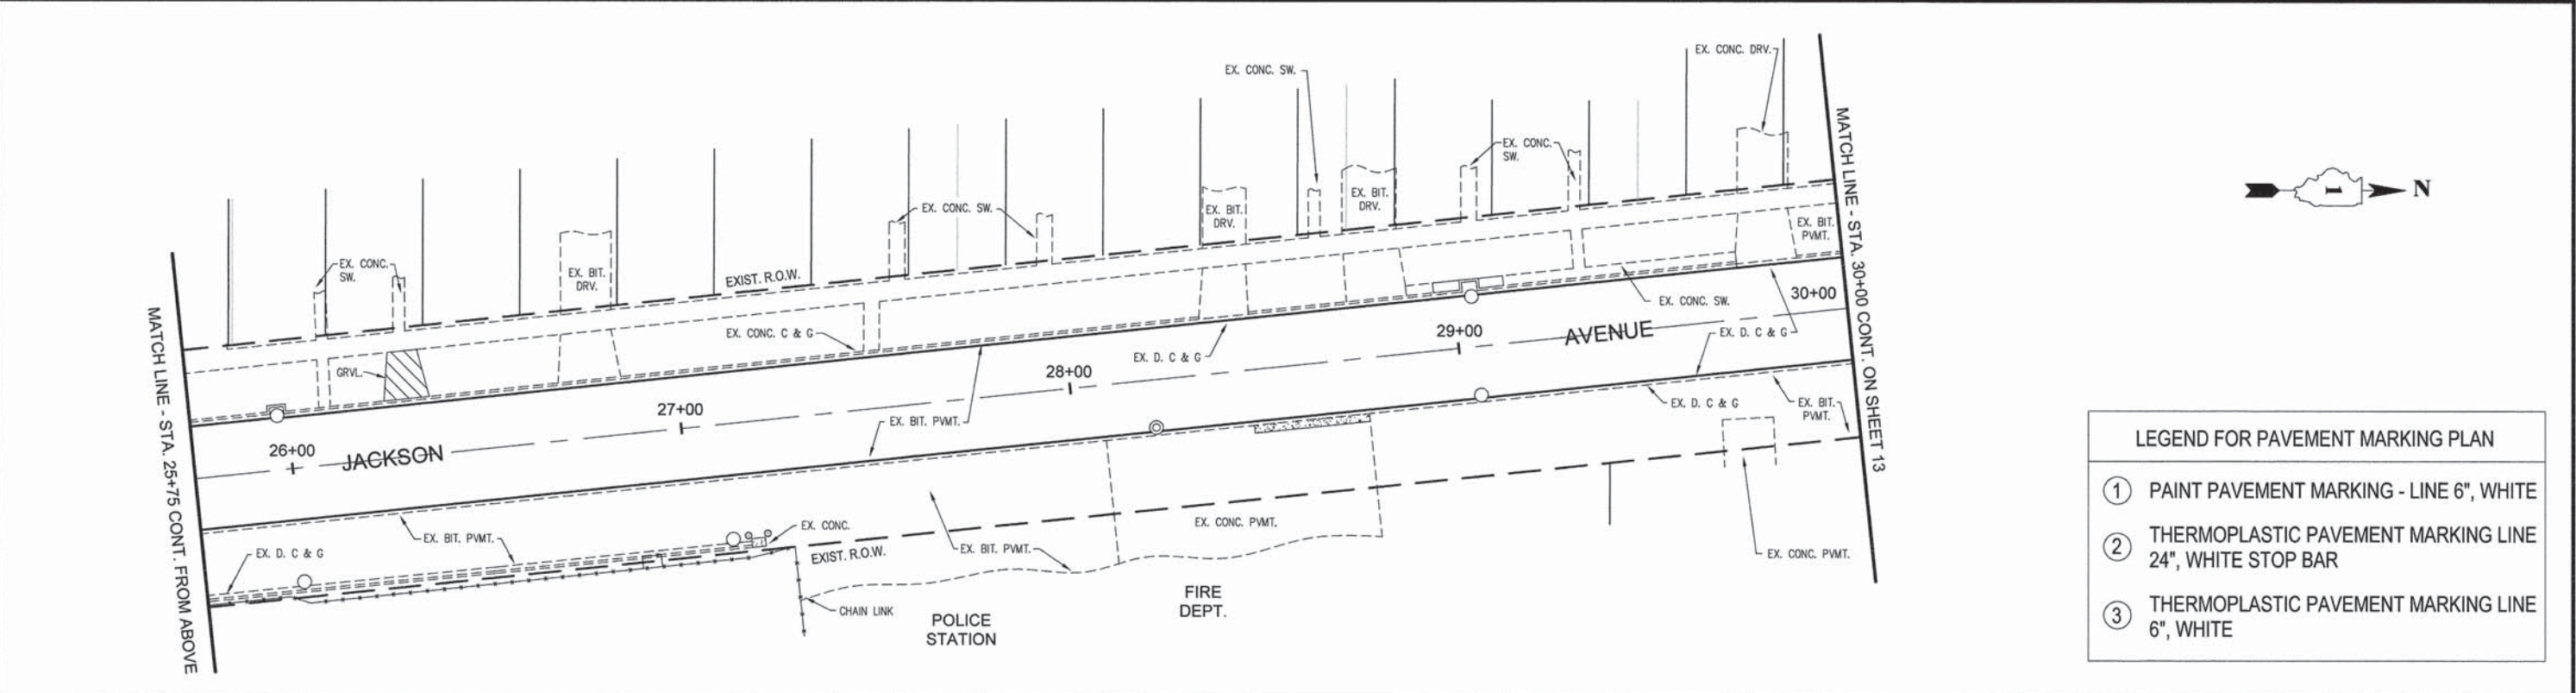 EX. CONC. DRV.
EX. CONC. SW.
EX. CONC.
SW.
EX. BIT.
DRV.
EX. BIT.
DRV.
EX. CONC. SW.
EX. BIT.
PVMT.
EX. CONC.
SW.
EX. BIT.
DRV.
EXIST. R.O.W.
MATCH LINE - STA. 25+75 CONT. FROM ABOVE
MATCH LINE - STA. 30+00 CONT. ON SHEET 13
GRVL.
EX. CONC. C & G
EX. D. C & G
EX. CONC. SW.
EX. D. C & G
26+00
JACKSON
27+00
28+00
29+00
AVENUE
30+00
EX. BIT. PVMT.
EX. D. C & G
EX. BIT.
PVMT.
EX. D. C & G
EX. BIT. PVMT.
EX. CONC.
EXIST. R.O.W.
EX. BIT. PVMT.
EX. CONC. PVMT.
EX. CONC. PVMT.
CHAIN LINK
POLICE
STATION
FIRE
DEPT.
1
N
LEGEND FOR PAVEMENT MARKING PLAN
1 PAINT PAVEMENT MARKING - LINE 6", WHITE
2 THERMOPLASTIC PAVEMENT MARKING LINE
24", WHITE STOP BAR
3 THERMOPLASTIC PAVEMENT MARKING LINE
6", WHITE